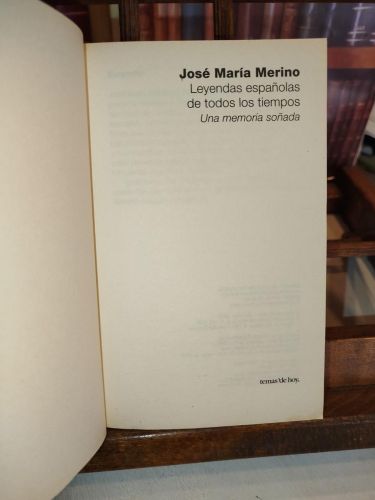 José María Merino
Leyendas españolas
de todos los tiempos
Una memoria soñada
temas'de hoy.